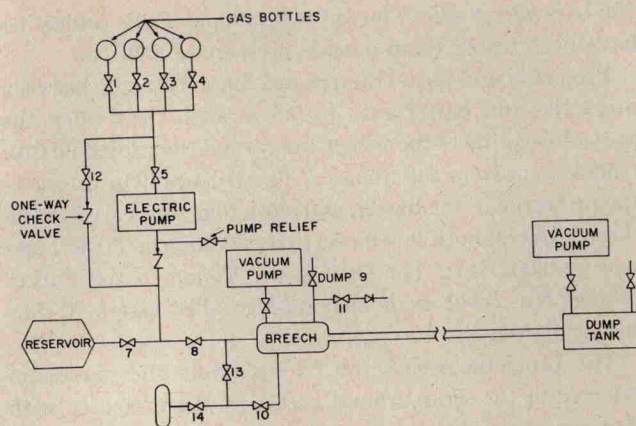 GAS BOTTLES
1
2
3
4
12
5
ONE-WAY
CHECK
VALVE
ELECTRIC
PUMP
PUMP RELIEF
VACUUM
PUMP
DUMP 9
11
VACUUM
PUMP
RESERVOIR
7
8
BREECH
DUMP
TANK
13
14
10